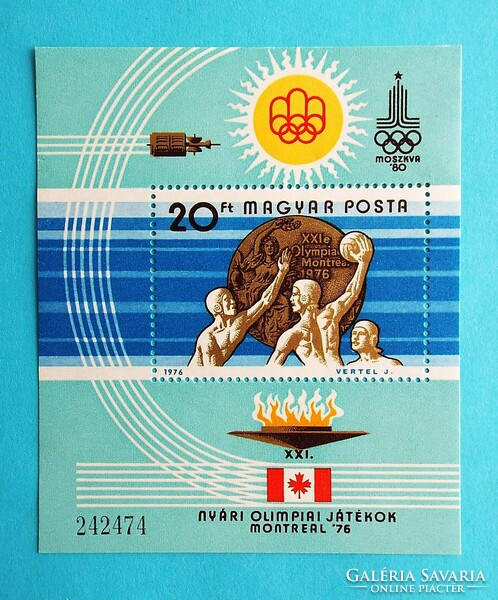 MOSZKVA
'80
20 Ft MAGYAR POSTA
XXIe
Olympiade
Montréal
1976
1976 VERTEL J.
XXI.
NYÁRI OLIMPIAI JÁTÉKOK
MONTREAL '76
242474
GALÉRIA SAVARIA
ONLINE PIACTÉR